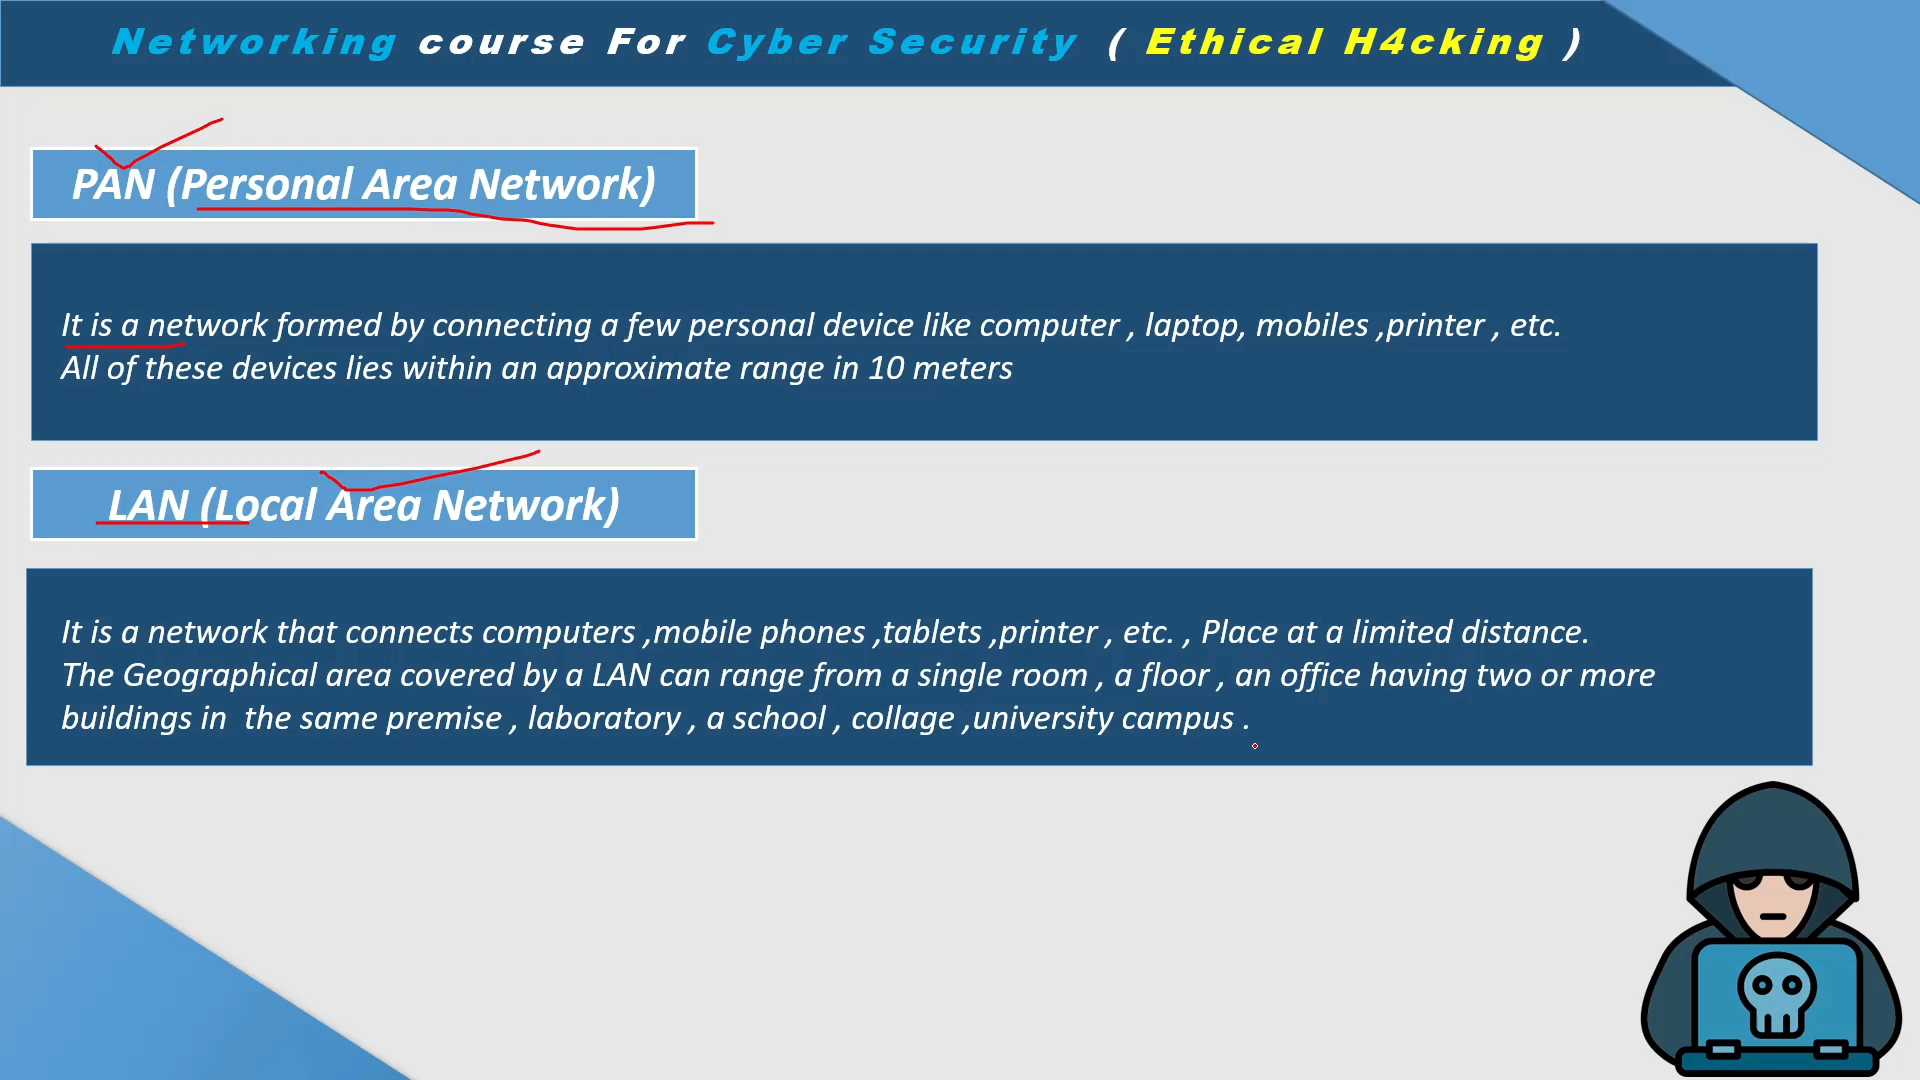 Networking course For Cyber Security ( Ethical H4cking )
PAN (Personal Area Network)
It is a network formed by connecting a few personal device like computer , laptop, mobiles ,printer , etc.
All of these devices lies within an approximate range in 10 meters
LAN (Local Area Network)
It is a network that connects computers ,mobile phones ,tablets ,printer , etc. , Place at a limited distance.
The Geographical area covered by a LAN can range from a single room , a floor , an office having two or more
buildings in  the same premise , laboratory , a school , collage ,university campus .